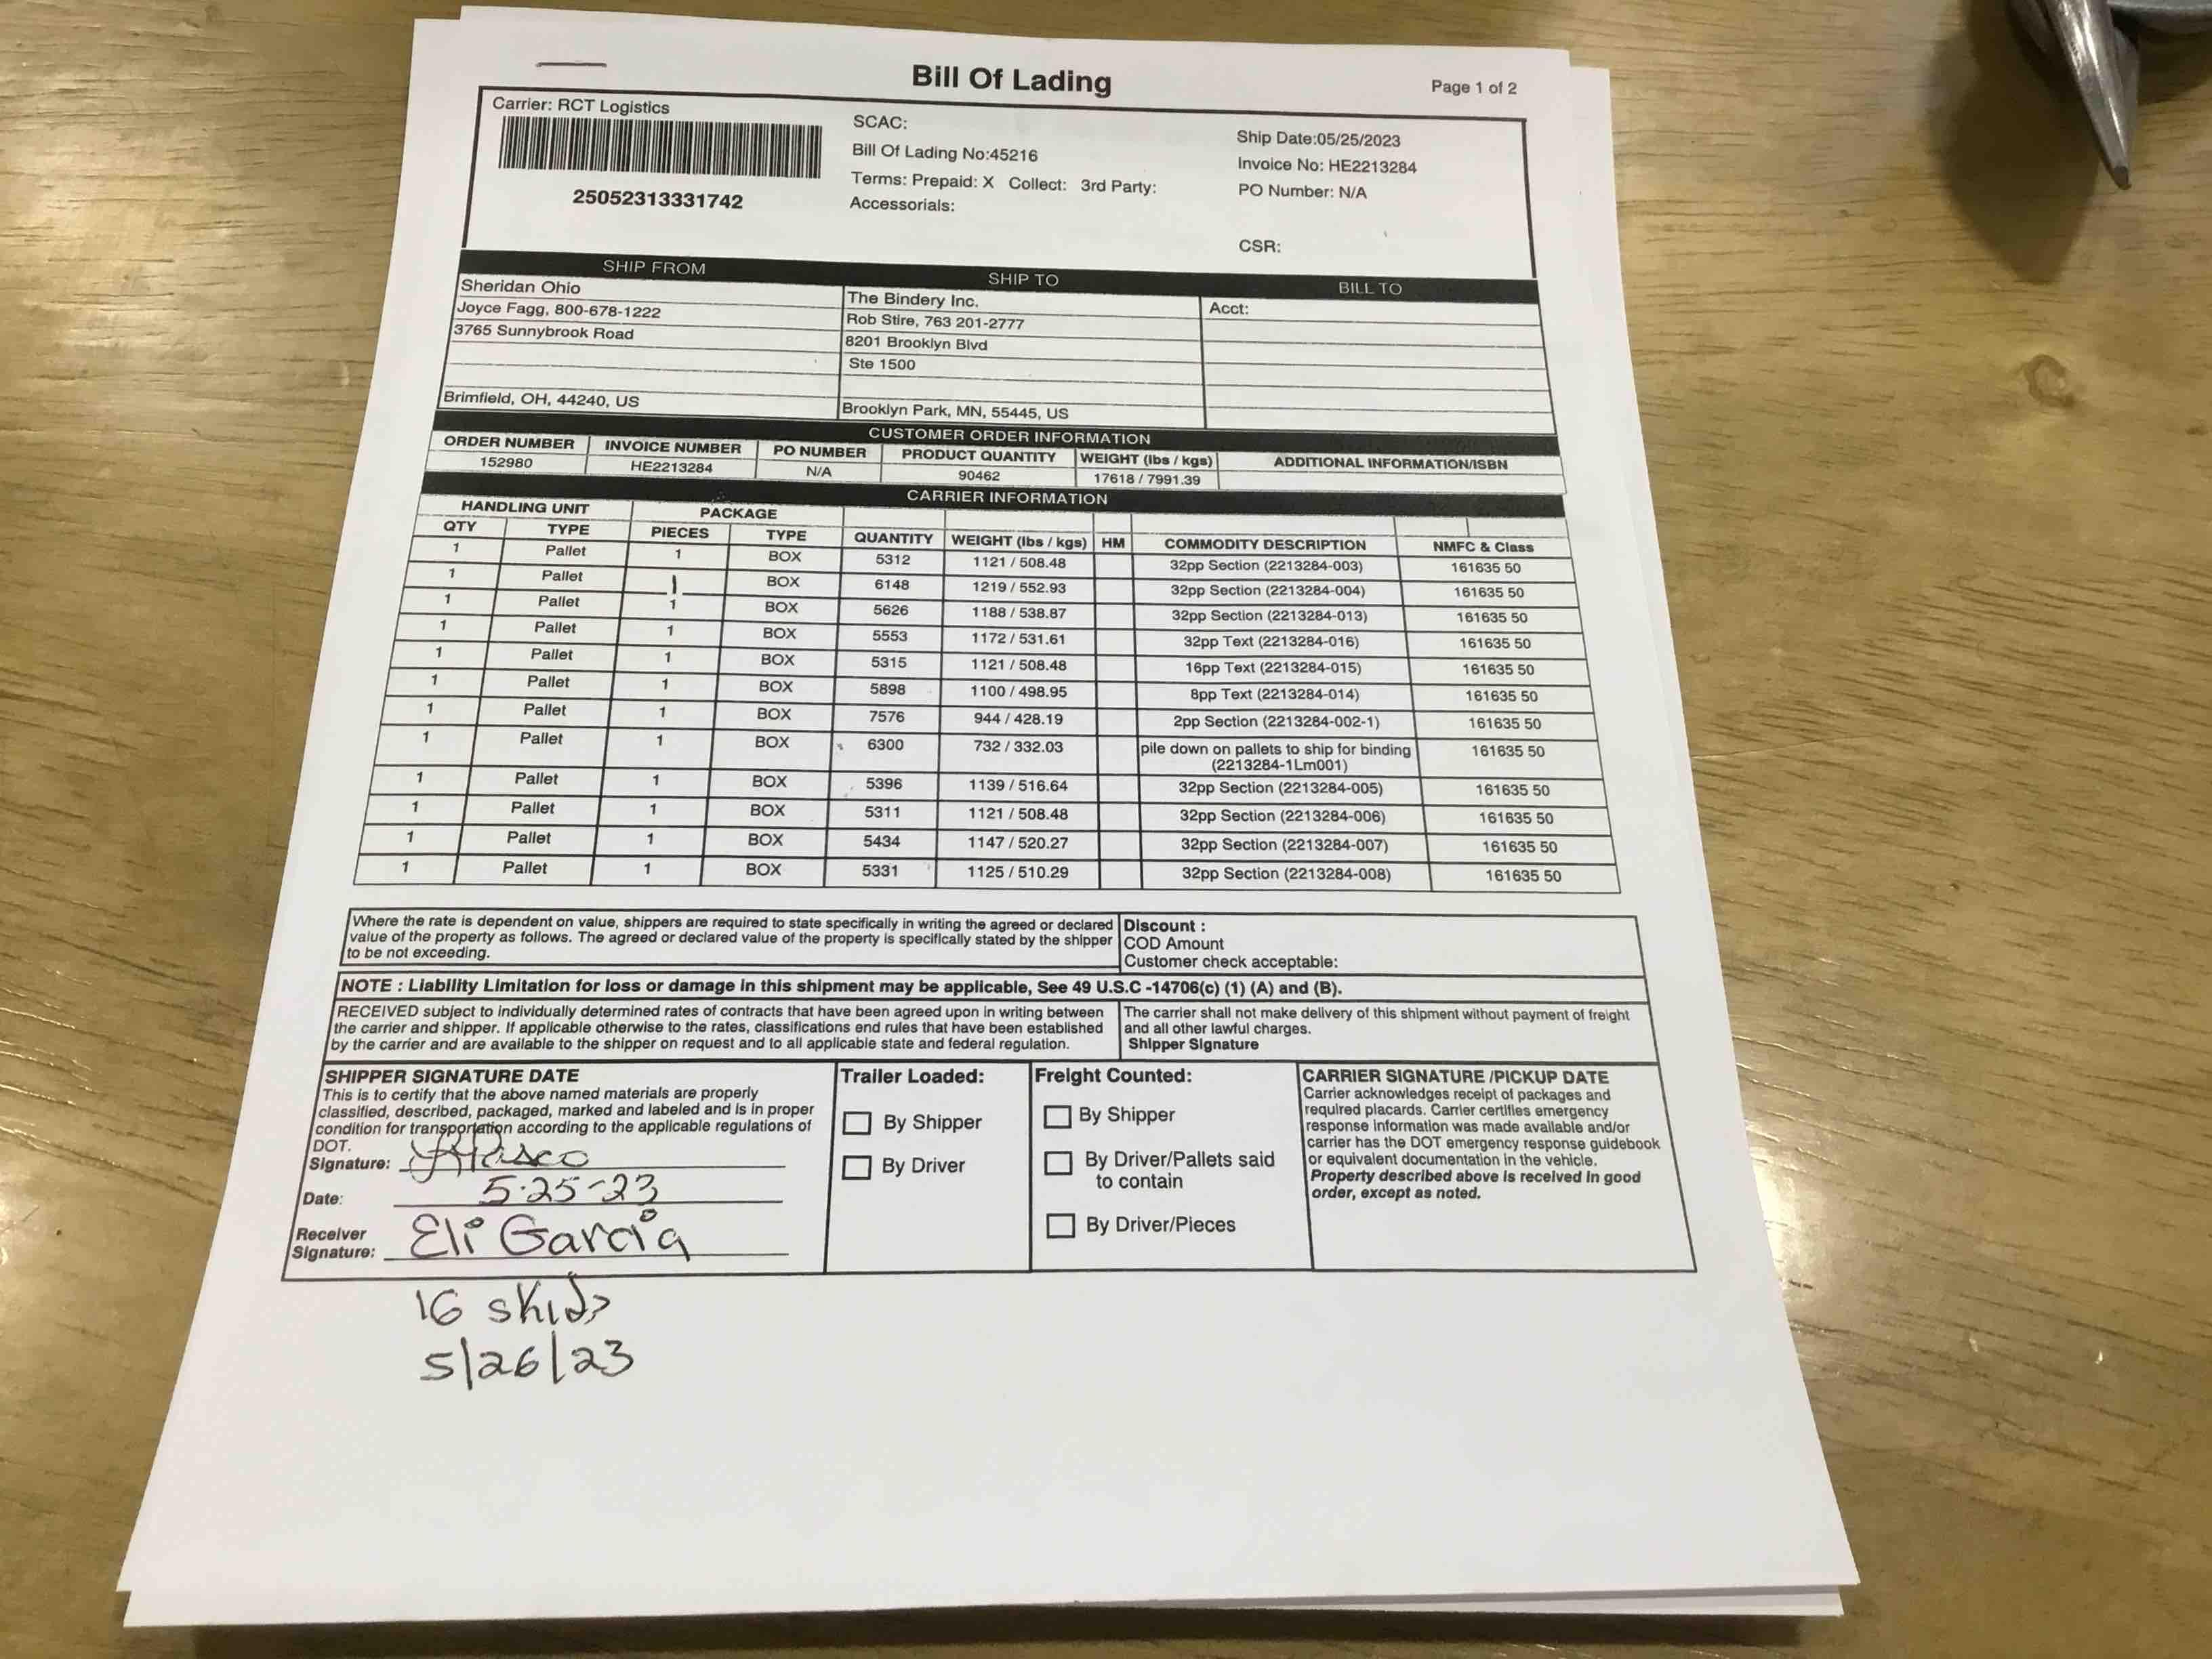 Bill Of Lading
Page 1 of 2
Carrier: RCT Logistics
25052313331742
SCAC:
Bill Of Lading No:45216
Terms: Prepaid: X Collect: 3rd Party:
Accessorials:
Ship Date:05/25/2023
Invoice No: HE2213284
PO Number: N/A
CSR:
SHIP FROM
Sheridan Ohio
Joyce Fagg, 800-678-1222
3765 Sunnybrook Road
Brimfield, OH, 44240, US
SHIP TO
The Bindery Inc.
Rob Stire, 763 201-2777
8201 Brooklyn Blvd
Ste 1500
Brooklyn Park, MN, 55445, US
BILL TO
Acct:
CUSTOMER ORDER INFORMATION
ORDER NUMBER INVOICE NUMBER PO NUMBER PRODUCT QUANTITY WEIGHT (lbs / kgs) ADDITIONAL INFORMATION/ISBN
152980 HE2213284 N/A 90462 17618 / 7991.39
CARRIER INFORMATION
HANDLING UNIT PACKAGE
QTY TYPE PIECES TYPE QUANTITY WEIGHT (lbs / kgs) HM COMMODITY DESCRIPTION NMFC & Class
1 Pallet 1 BOX 5312 1121 / 508.48 32pp Section (2213284-003) 161635 50
1 Pallet 1 BOX 6148 1219 / 552.93 32pp Section (2213284-004) 161635 50
1 Pallet 1 BOX 5626 1188 / 538.87 32pp Section (2213284-013) 161635 50
1 Pallet 1 BOX 5553 1172 / 531.61 32pp Text (2213284-016) 161635 50
1 Pallet 1 BOX 5315 1121 / 508.48 16pp Text (2213284-015) 161635 50
1 Pallet 1 BOX 5898 1100 / 498.95 8pp Text (2213284-014) 161635 50
1 Pallet 1 BOX 7576 944 / 428.19 2pp Section (2213284-002-1) 161635 50
1 Pallet 1 BOX 6300 732 / 332.03 pile down on pallets to ship for binding 161635 50
(2213284-1Lm001)
1 Pallet 1 BOX 5396 1139 / 516.64 32pp Section (2213284-005) 161635 50
1 Pallet 1 BOX 5311 1121 / 508.48 32pp Section (2213284-006) 161635 50
1 Pallet 1 BOX 5434 1147 / 520.27 32pp Section (2213284-007) 161635 50
1 Pallet 1 BOX 5331 1125 / 510.29 32pp Section (2213284-008) 161635 50
Where the rate is dependent on value, shippers are required to state specifically in writing the agreed or declared
value of the property as follows. The agreed or declared value of the property is specifically stated by the shipper
to be not exceeding.
Discount :
COD Amount
Customer check acceptable:
NOTE : Liability Limitation for loss or damage in this shipment may be applicable, See 49 U.S.C -14706(c) (1) (A) and (B).
RECEIVED subject to individually determined rates of contracts that have been agreed upon in writing between
the carrier and shipper. If applicable otherwise to the rates, classifications end rules that have been established
by the carrier and are available to the shipper on request and to all applicable state and federal regulation.
The carrier shall not make delivery of this shipment without payment of freight
and all other lawful charges.
Shipper Signature
SHIPPER SIGNATURE DATE
This is to certify that the above named materials are properly
classified, described, packaged, marked and labeled and is in proper
condition for transportation according to the applicable regulations of
DOT.
Signature:
Date: 5-25-23
Receiver
Signature: Eli Garcia
Trailer Loaded:
By Shipper
By Driver
Freight Counted:
By Shipper
By Driver/Pallets said
to contain
By Driver/Pieces
CARRIER SIGNATURE /PICKUP DATE
Carrier acknowledges receipt of packages and
required placards. Carrier certifies emergency
response information was made available and/or
carrier has the DOT emergency response guidebook
or equivalent documentation in the vehicle.
Property described above is received in good
order, except as noted.
16 skids
5/26/23